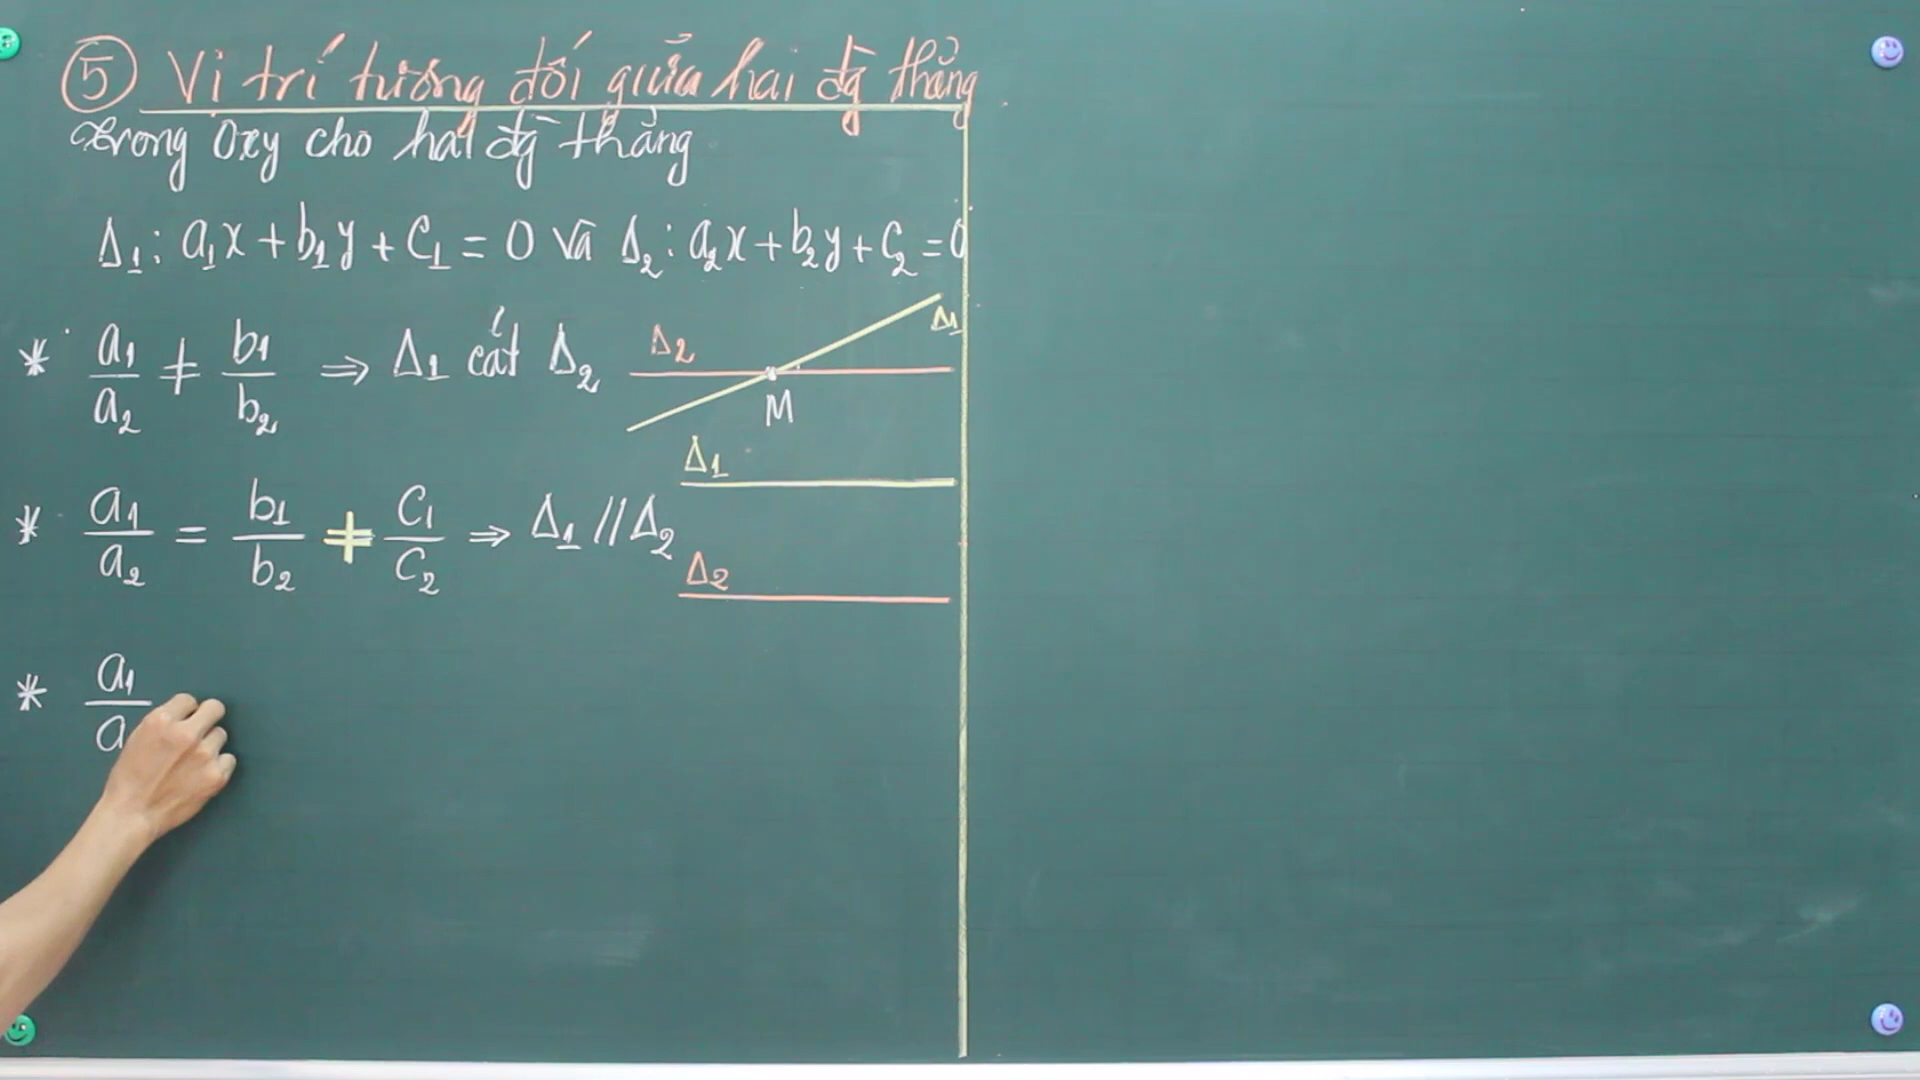 ⑤ Vị trí tương đối giữa hai đg̀ thẳng
Trong Oxy cho hai đg̀ thẳng
Δ₁: a₁x + b₁y + c₁ = 0 và Δ₂: a₂x + b₂y + c₂ = 0
* a₁/a₂ ≠ b₁/b₂ ⇒ Δ₁ cắt Δ₂
Δ₂ Δ₁
M
* a₁/a₂ = b₁/b₂ ≠ c₁/c₂ ⇒ Δ₁ // Δ₂
Δ₁
Δ₂
* a₁/a